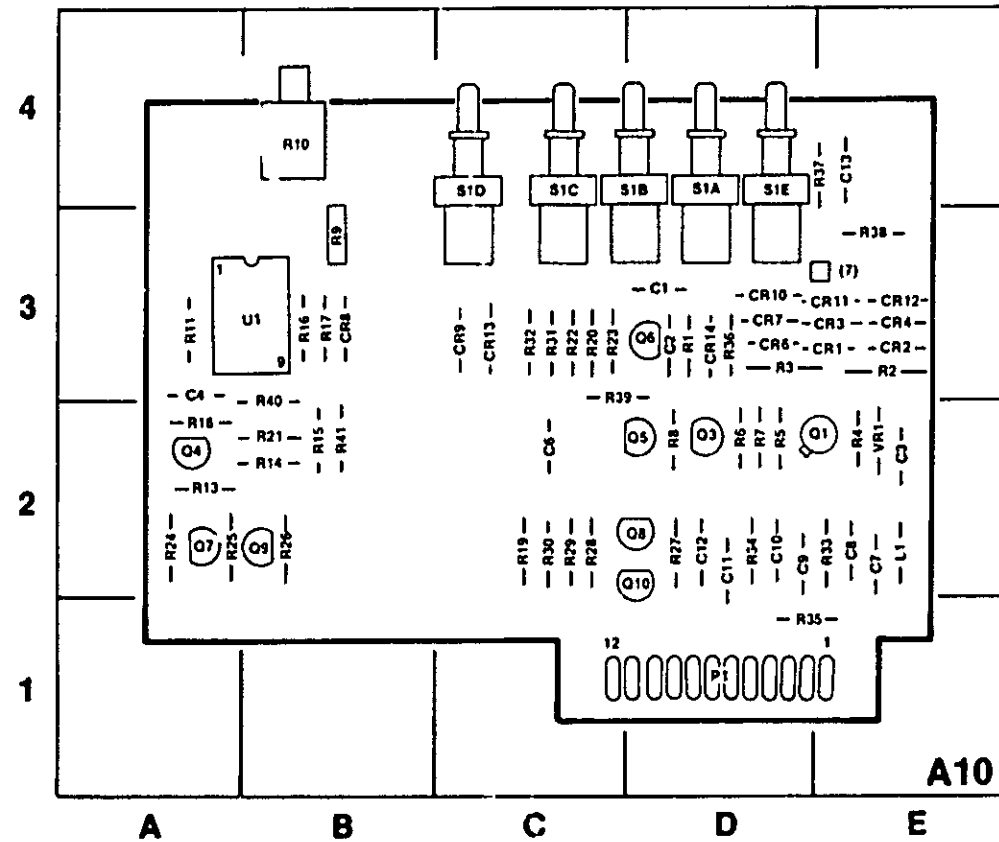 4
R10
S1D S1C S1B S1A S1E
R37
C13
R9
R38
(7)
1
U1
9
3
R11
R16
R17
CR8
CR9
CR13
R32
R31
R22
R20
R23
C1
Q6
C2
R1
CR14
R36
CR10 CR11 CR12
CR7 CR3 CR4
CR6 CR1 CR2
R3 R2
C4 R40
R39
R18
Q4
R21
R14
R15
R41
C6
Q5
R8
Q3
R6
R7
R5
Q1
R4
VR1
C3
R13
2
R24
Q7
R25
Q9
R26
R19
R30
R29
R28
Q8
Q10
R27
C12
C11
R34
C10
C9
R33
C8
C7
L1
R35
12 1
P1
1
A10
A B C D E